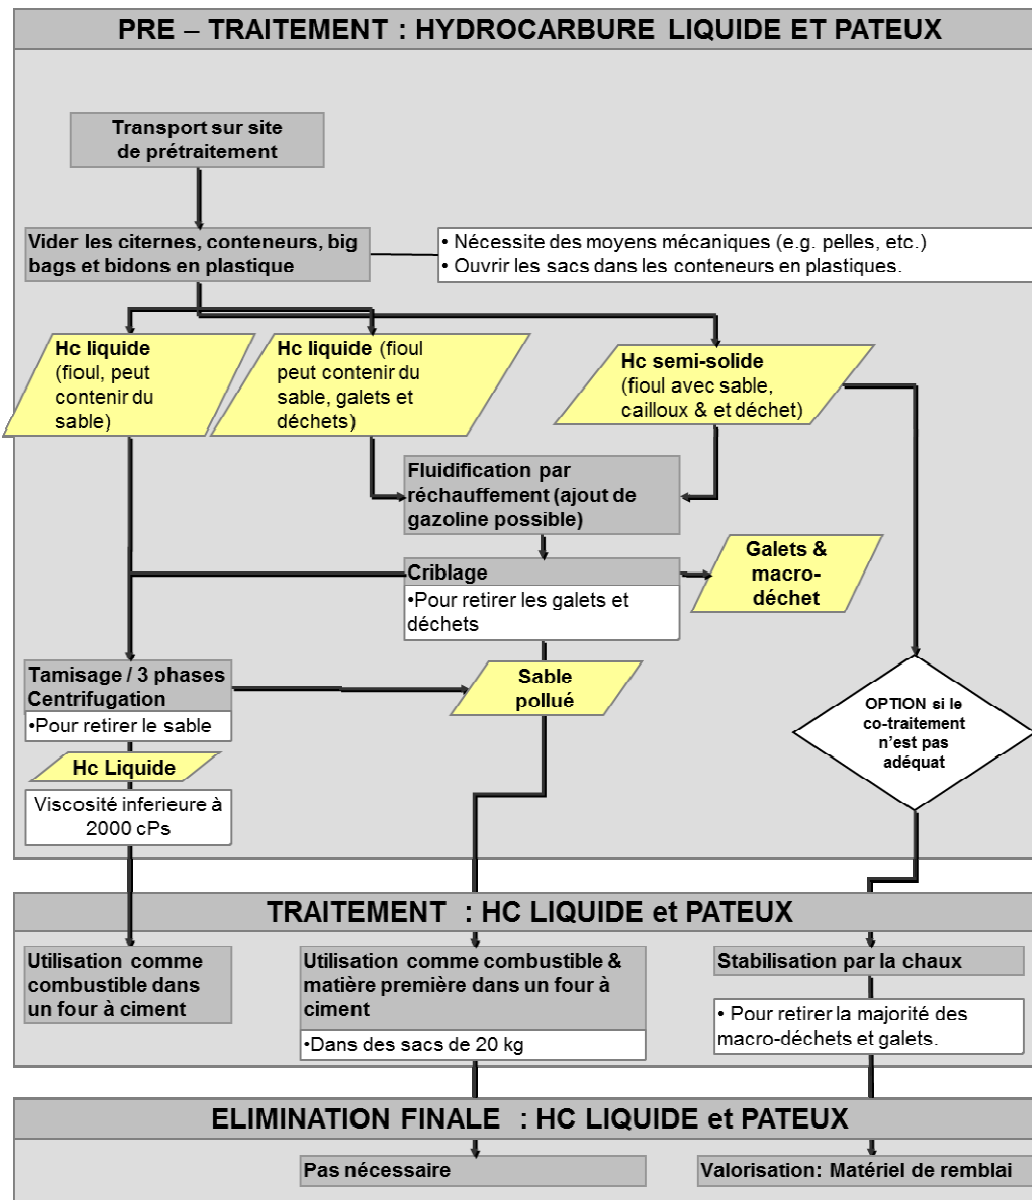 PRE – TRAITEMENT : HYDROCARBURE LIQUIDE ET PATEUX
Transport sur site
de prétraitement
Vider les citernes, conteneurs, big
bags et bidons en plastique
• Nécessite des moyens mécaniques (e.g. pelles, etc.)
• Ouvrir les sacs dans les conteneurs en plastiques.
Hc liquide
(fioul, peut
contenir du
sable)
Hc liquide (fioul
peut contenir du
sable, galets et
déchets)
Hc semi-solide
(fioul avec sable,
cailloux & et déchet)
Fluidification par
réchauffement (ajout de
gazoline possible)
Criblage
•Pour retirer les galets et
déchets
Galets &
macro-
déchet
Tamisage / 3 phases
Centrifugation
•Pour retirer le sable
Sable
pollué
OPTION si le
co-traitement
n'est pas
adéquat
Hc Liquide
Viscosité inferieure à
2000 cPs
TRAITEMENT : HC LIQUIDE et PATEUX
Utilisation comme
combustible dans
un four à ciment
Utilisation comme combustible &
matière première dans un four à
ciment
•Dans des sacs de 20 kg
Stabilisation par la chaux
• Pour retirer la majorité des
macro-déchets et galets.
ELIMINATION FINALE : HC LIQUIDE et PATEUX
Pas nécessaire
Valorisation: Matériel de remblai